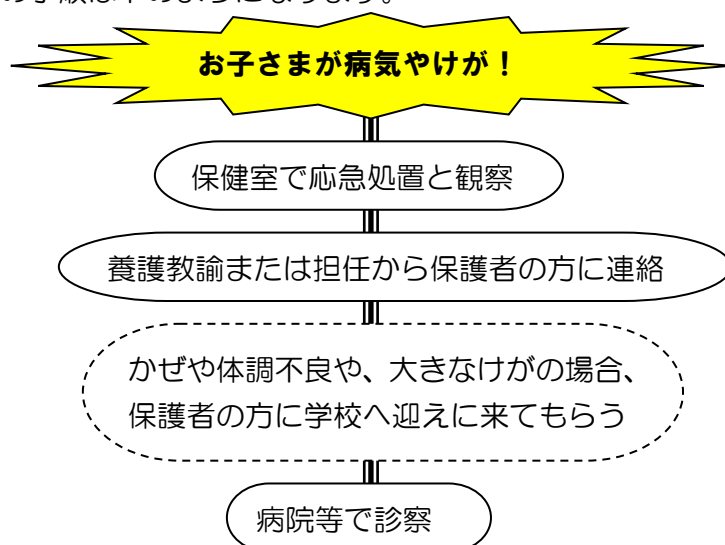 お子さまが病気やけが！
保健室で応急処置と観察
養護教諭または担任から保護者の方に連絡
かぜや体調不良や、大きなけがの場合、
保護者の方に学校へ迎えに来てもらう
病院等で診察